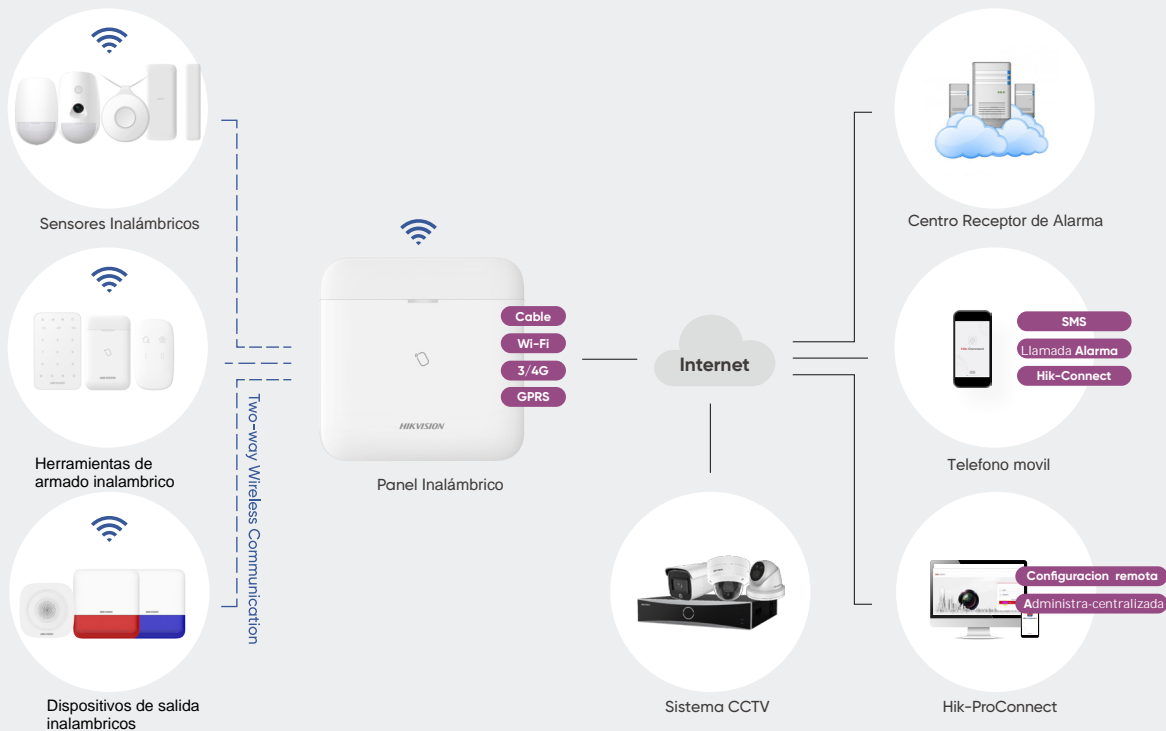 Sensores Inalámbricos
Herramientas de
armado inalambrico
Dispositivos de salida
inalambricos
Two-way Wireless Communication
HIKVISION
Cable
Wi-Fi
3/4G
GPRS
Panel Inalámbrico
Internet
Sistema CCTV
Centro Receptor de Alarma
SMS
Llamada Alarma
Hik-Connect
Telefono movil
Configuracion remota
Administra-centralizada
Hik-ProConnect